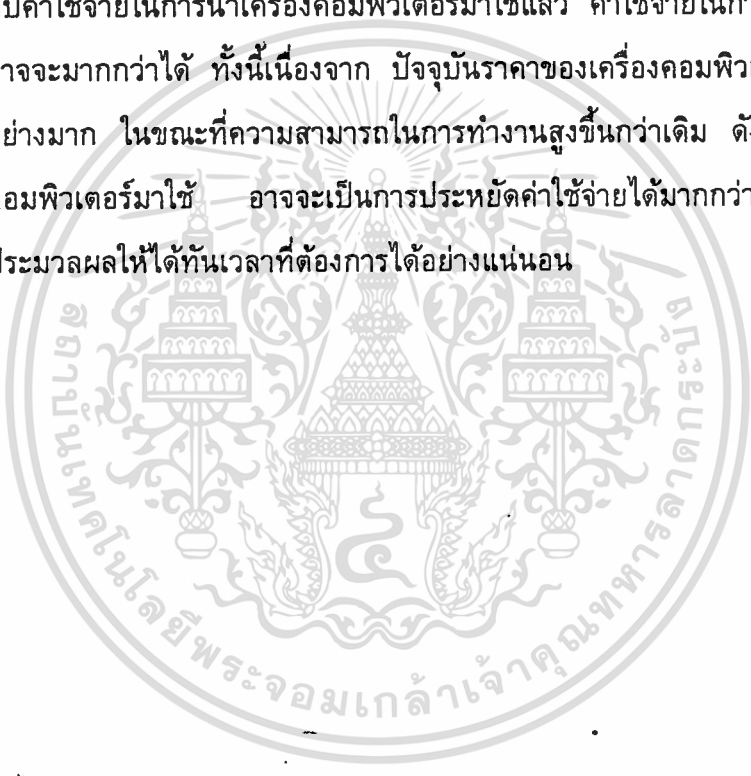 บค่าใช้จ่ายในการนำเครื่องคอมพิวเตอร์มาใช้แล้ว ค่าใช้จ่ายในก
าจจะมากกว่าได้ ทั้งนี้เนื่องจาก ปัจจุบันราคาของเครื่องคอมพิว
ย่างมาก ในขณะที่ความสามารถในการทำงานสูงขึ้นกว่าเดิม ดั
อมพิวเตอร์มาใช้ อาจจะเป็นการประหยัดค่าใช้จ่ายได้มากกว่า
ประมวลผลให้ได้ทันเวลาที่ต้องการได้อย่างแน่นอน
สถาบันเทคโนโลยีพระจอมเกล้าเจ้าคุณทหารลาดกระบัง